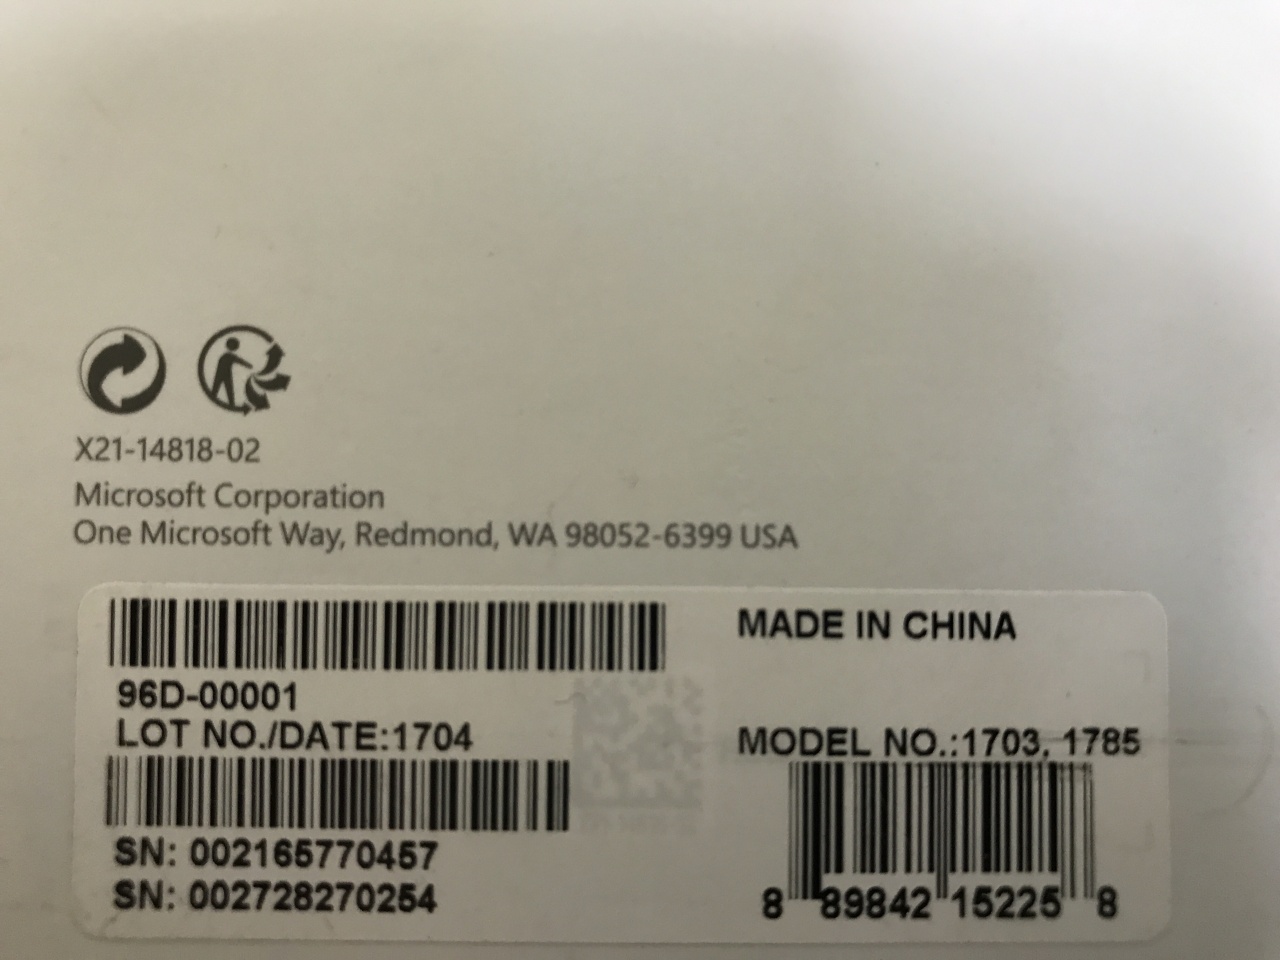 X21-14818-02
Microsoft Corporation
One Microsoft Way, Redmond, WA 98052-6399 USA
96D-00001
LOT NO./DATE:1704
SN: 002165770457
SN: 002728270254
MADE IN CHINA
MODEL NO.:1703, 1785
8 89842 15225 8